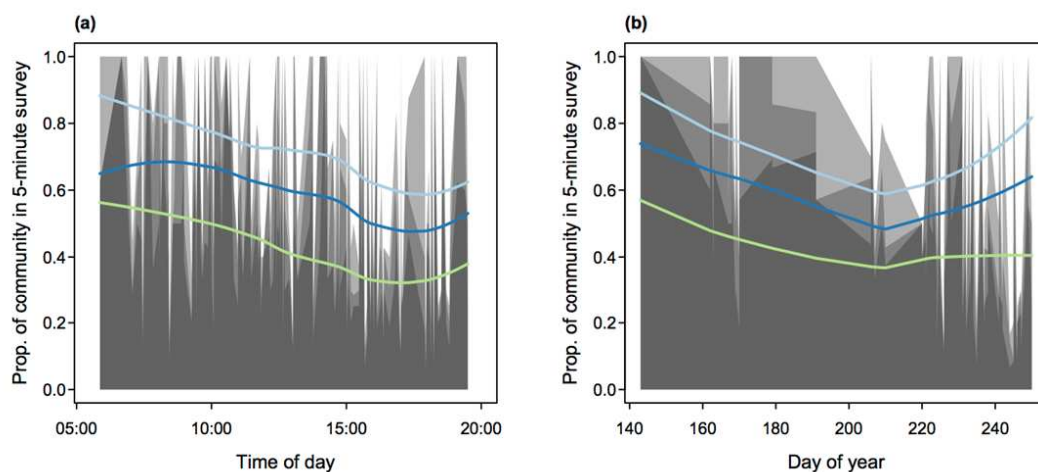 (a)
Prop. of community in 5-minute survey
1.0
0.8
0.6
0.4
0.2
0.0
05:00 10:00 15:00 20:00
Time of day
(b)
Prop. of community in 5-minute survey
1.0
0.8
0.6
0.4
0.2
0.0
140 160 180 200 220 240
Day of year